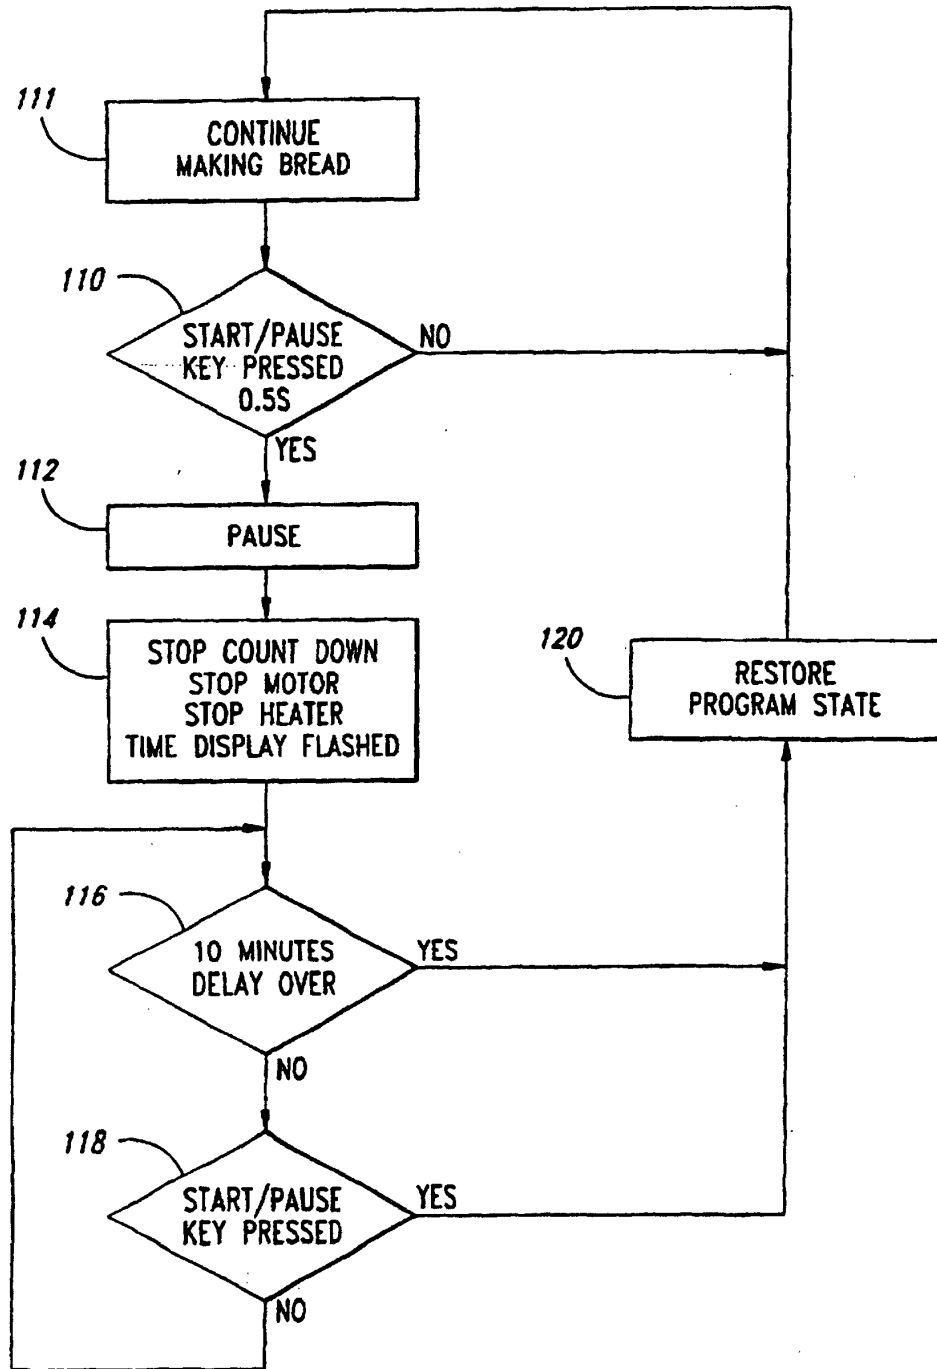 111
CONTINUE
MAKING BREAD
110
START/PAUSE
KEY PRESSED
0.5S
NO
YES
112
PAUSE
114
STOP COUNT DOWN
STOP MOTOR
STOP HEATER
TIME DISPLAY FLASHED
120
RESTORE
PROGRAM STATE
116
10 MINUTES
DELAY OVER
YES
NO
118
START/PAUSE
KEY PRESSED
YES
NO